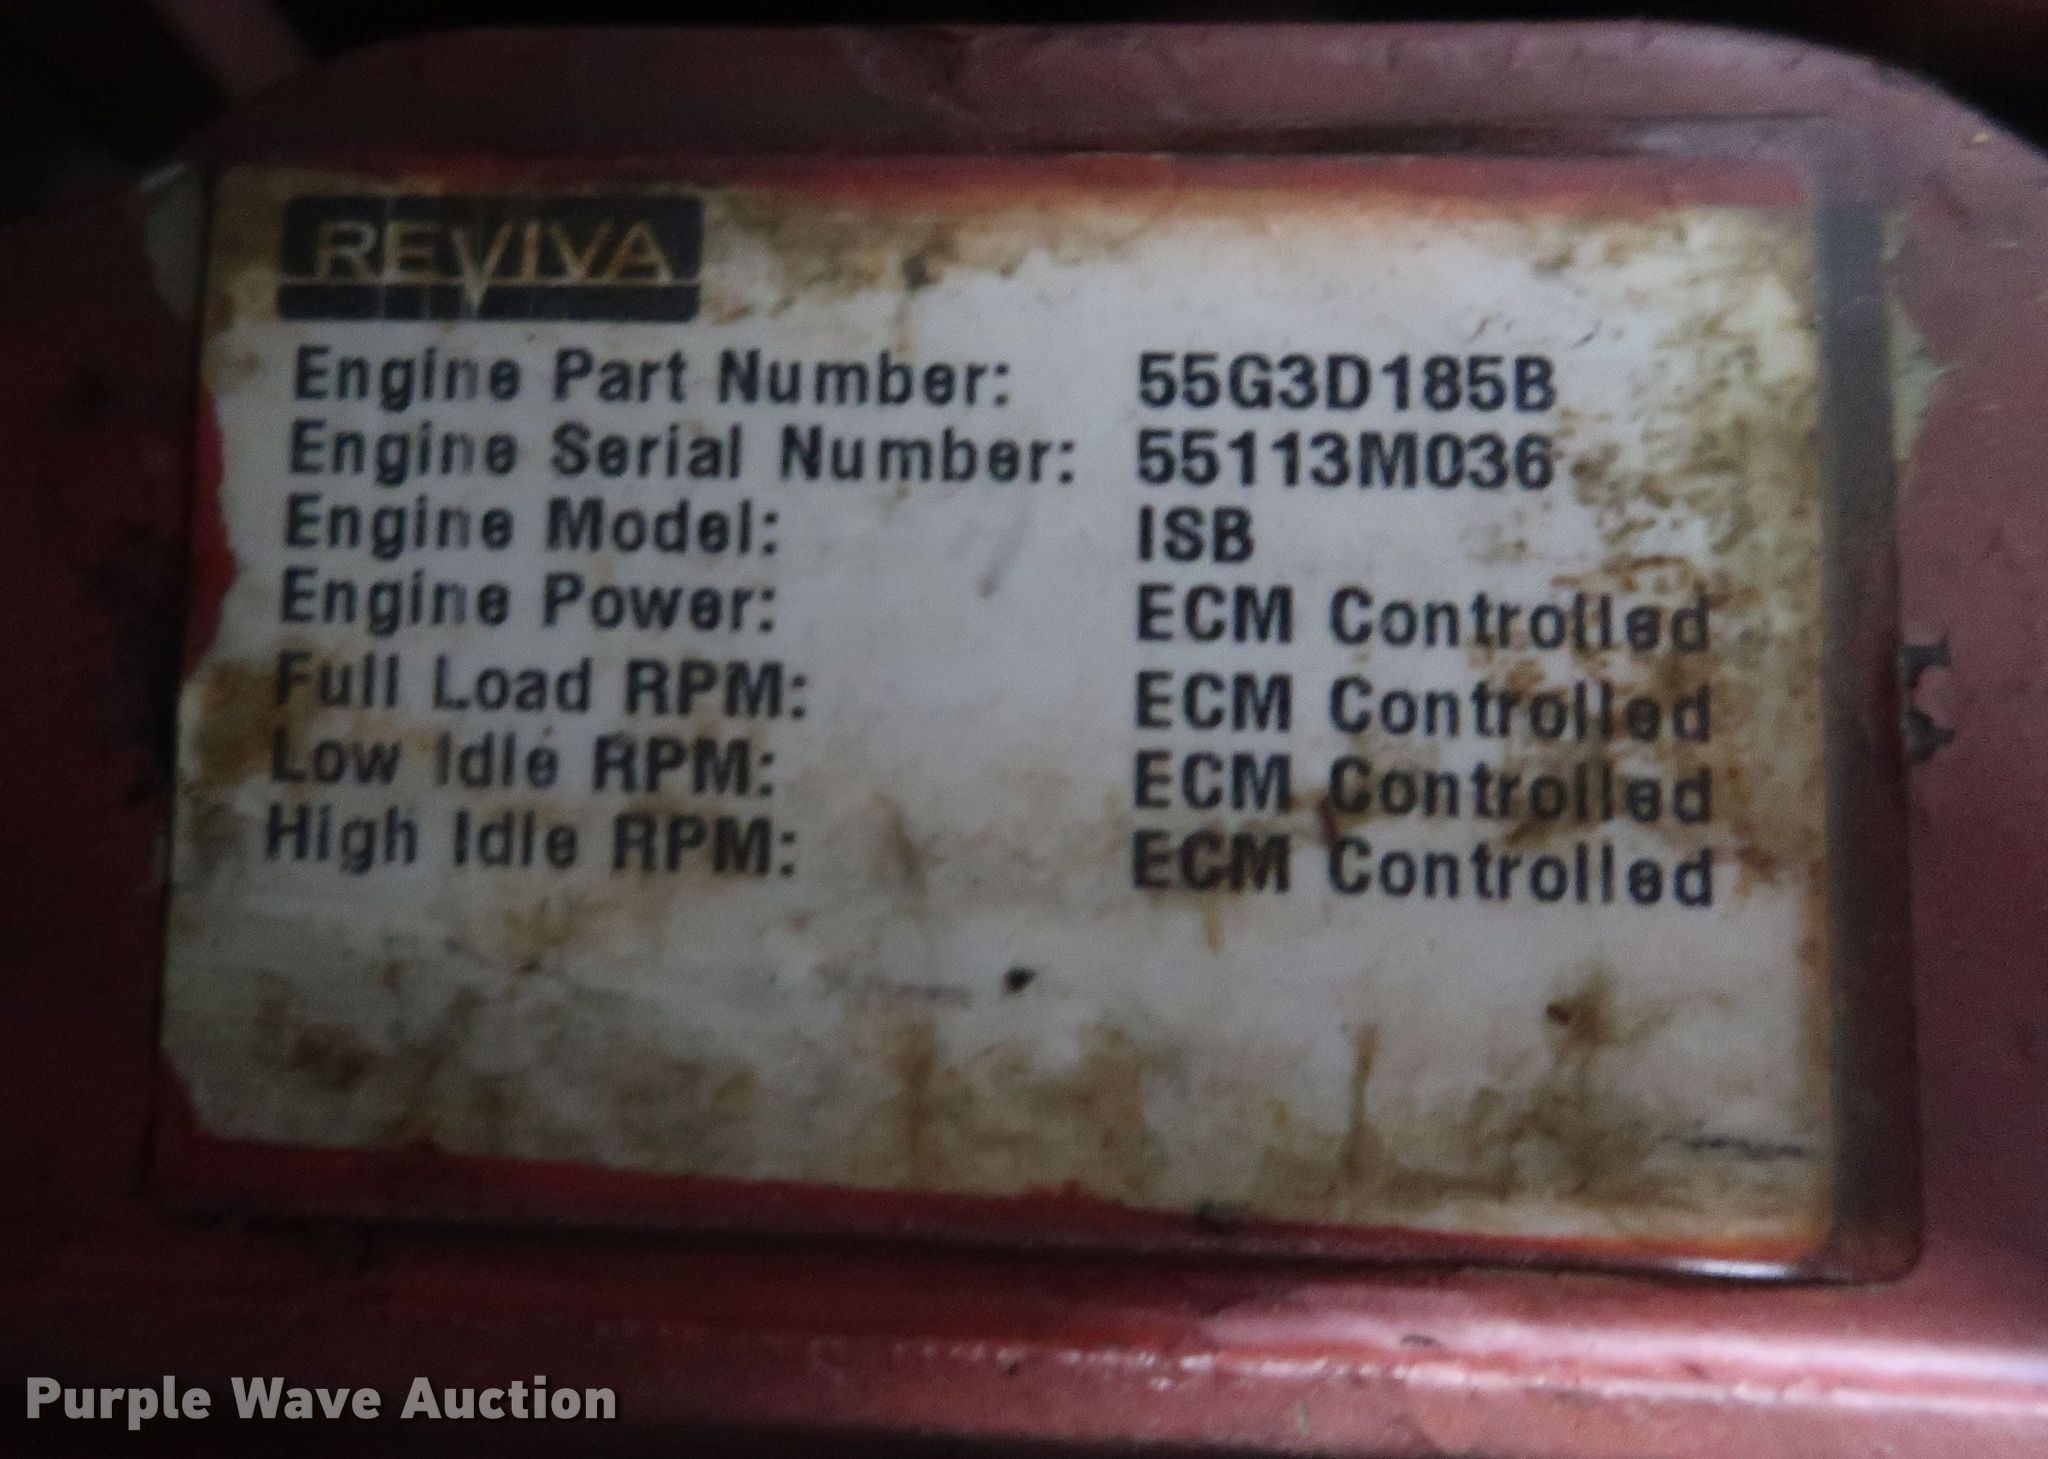 REVIVA
Engine Part Number: 55G3D185B
Engine Serial Number: 55113M036
Engine Model: ISB
Engine Power: ECM Controlled
Full Load RPM: ECM Controlled
Low Idle RPM: ECM Controlled
High Idle RPM: ECM Controlled
Purple Wave Auction